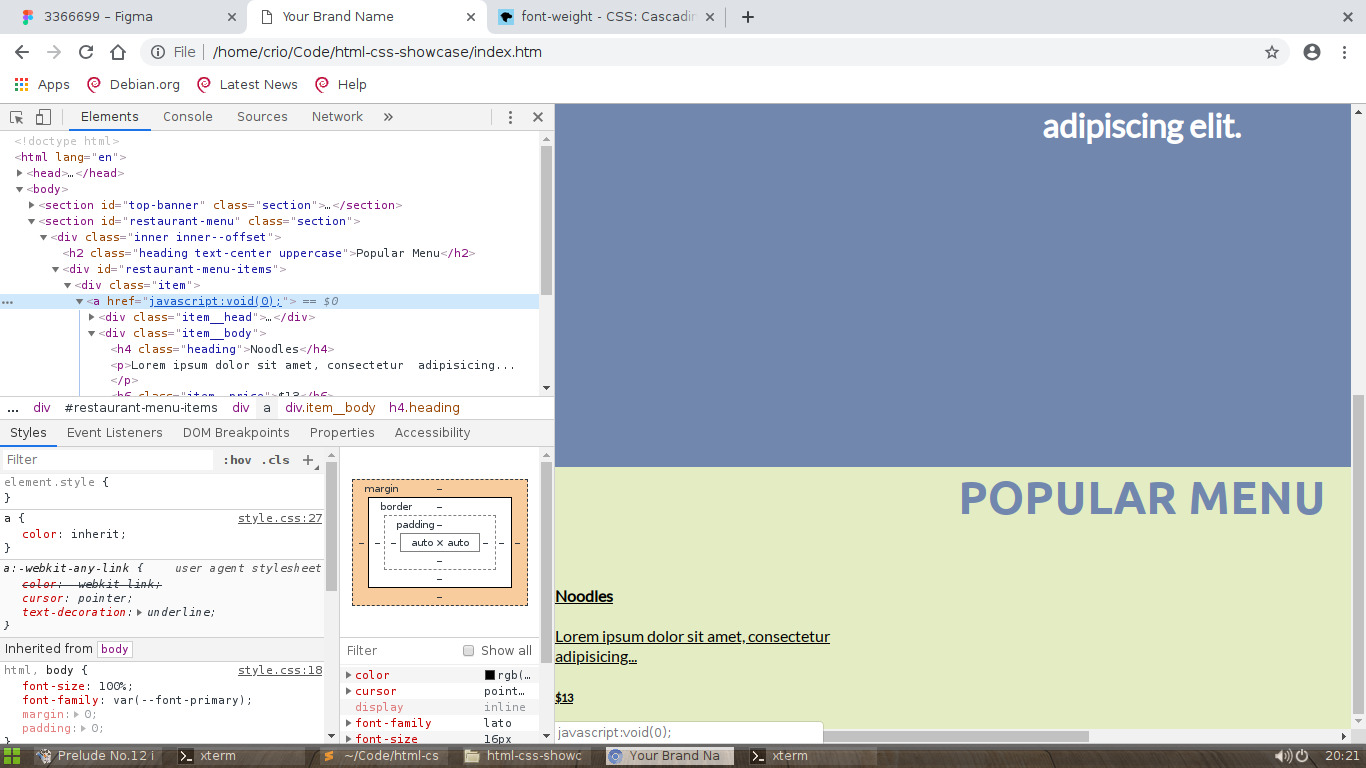 3366699 – Figma
Your Brand Name
font-weight - CSS: Cascadin
File
/home/crio/Code/html-css-showcase/index.htm
Apps
Debian.org
Latest News
Help
Elements Console Sources Network »
<!doctype html>
<html lang="en">
<head>…</head>
<body>
<section id="top-banner" class="section">…</section>
<section id="restaurant-menu" class="section">
<div class="inner inner--offset">
<h2 class="heading text-center uppercase">Popular Menu</h2>
<div id="restaurant-menu-items">
<div class="item">
… <a href="javascript:void(0);"> == $0
<div class="item__head">…</div>
<div class="item__body">
<h4 class="heading">Noodles</h4>
<p>Lorem ipsum dolor sit amet, consectetur  adipisicing...
</p>
<h6 class="item__price">$13</h6>
... div #restaurant-menu-items div a div.item__body h4.heading
Styles Event Listeners DOM Breakpoints Properties Accessibility
Filter :hov .cls +
element.style {
}
a { style.css:27
color: inherit;
}
a:-webkit-any-link { user agent stylesheet
color: -webkit-link;
cursor: pointer;
text-decoration: underline;
}
Inherited from body
html, body { style.css:18
font-size: 100%;
font-family: var(--font-primary);
margin: 0;
padding: 0;
}
margin –
border –
padding –
– – – auto × auto – – –
–
–
–
Filter Show all
color rgb(…
cursor point…
display inline
font-family lato
font-size 16px
adipiscing elit.
POPULAR MENU
Noodles
Lorem ipsum dolor sit amet, consectetur
adipisicing...
$13
javascript:void(0);
Prelude No.12 i
xterm
~/Code/html-cs
html-css-showc
Your Brand Na
xterm
20:21